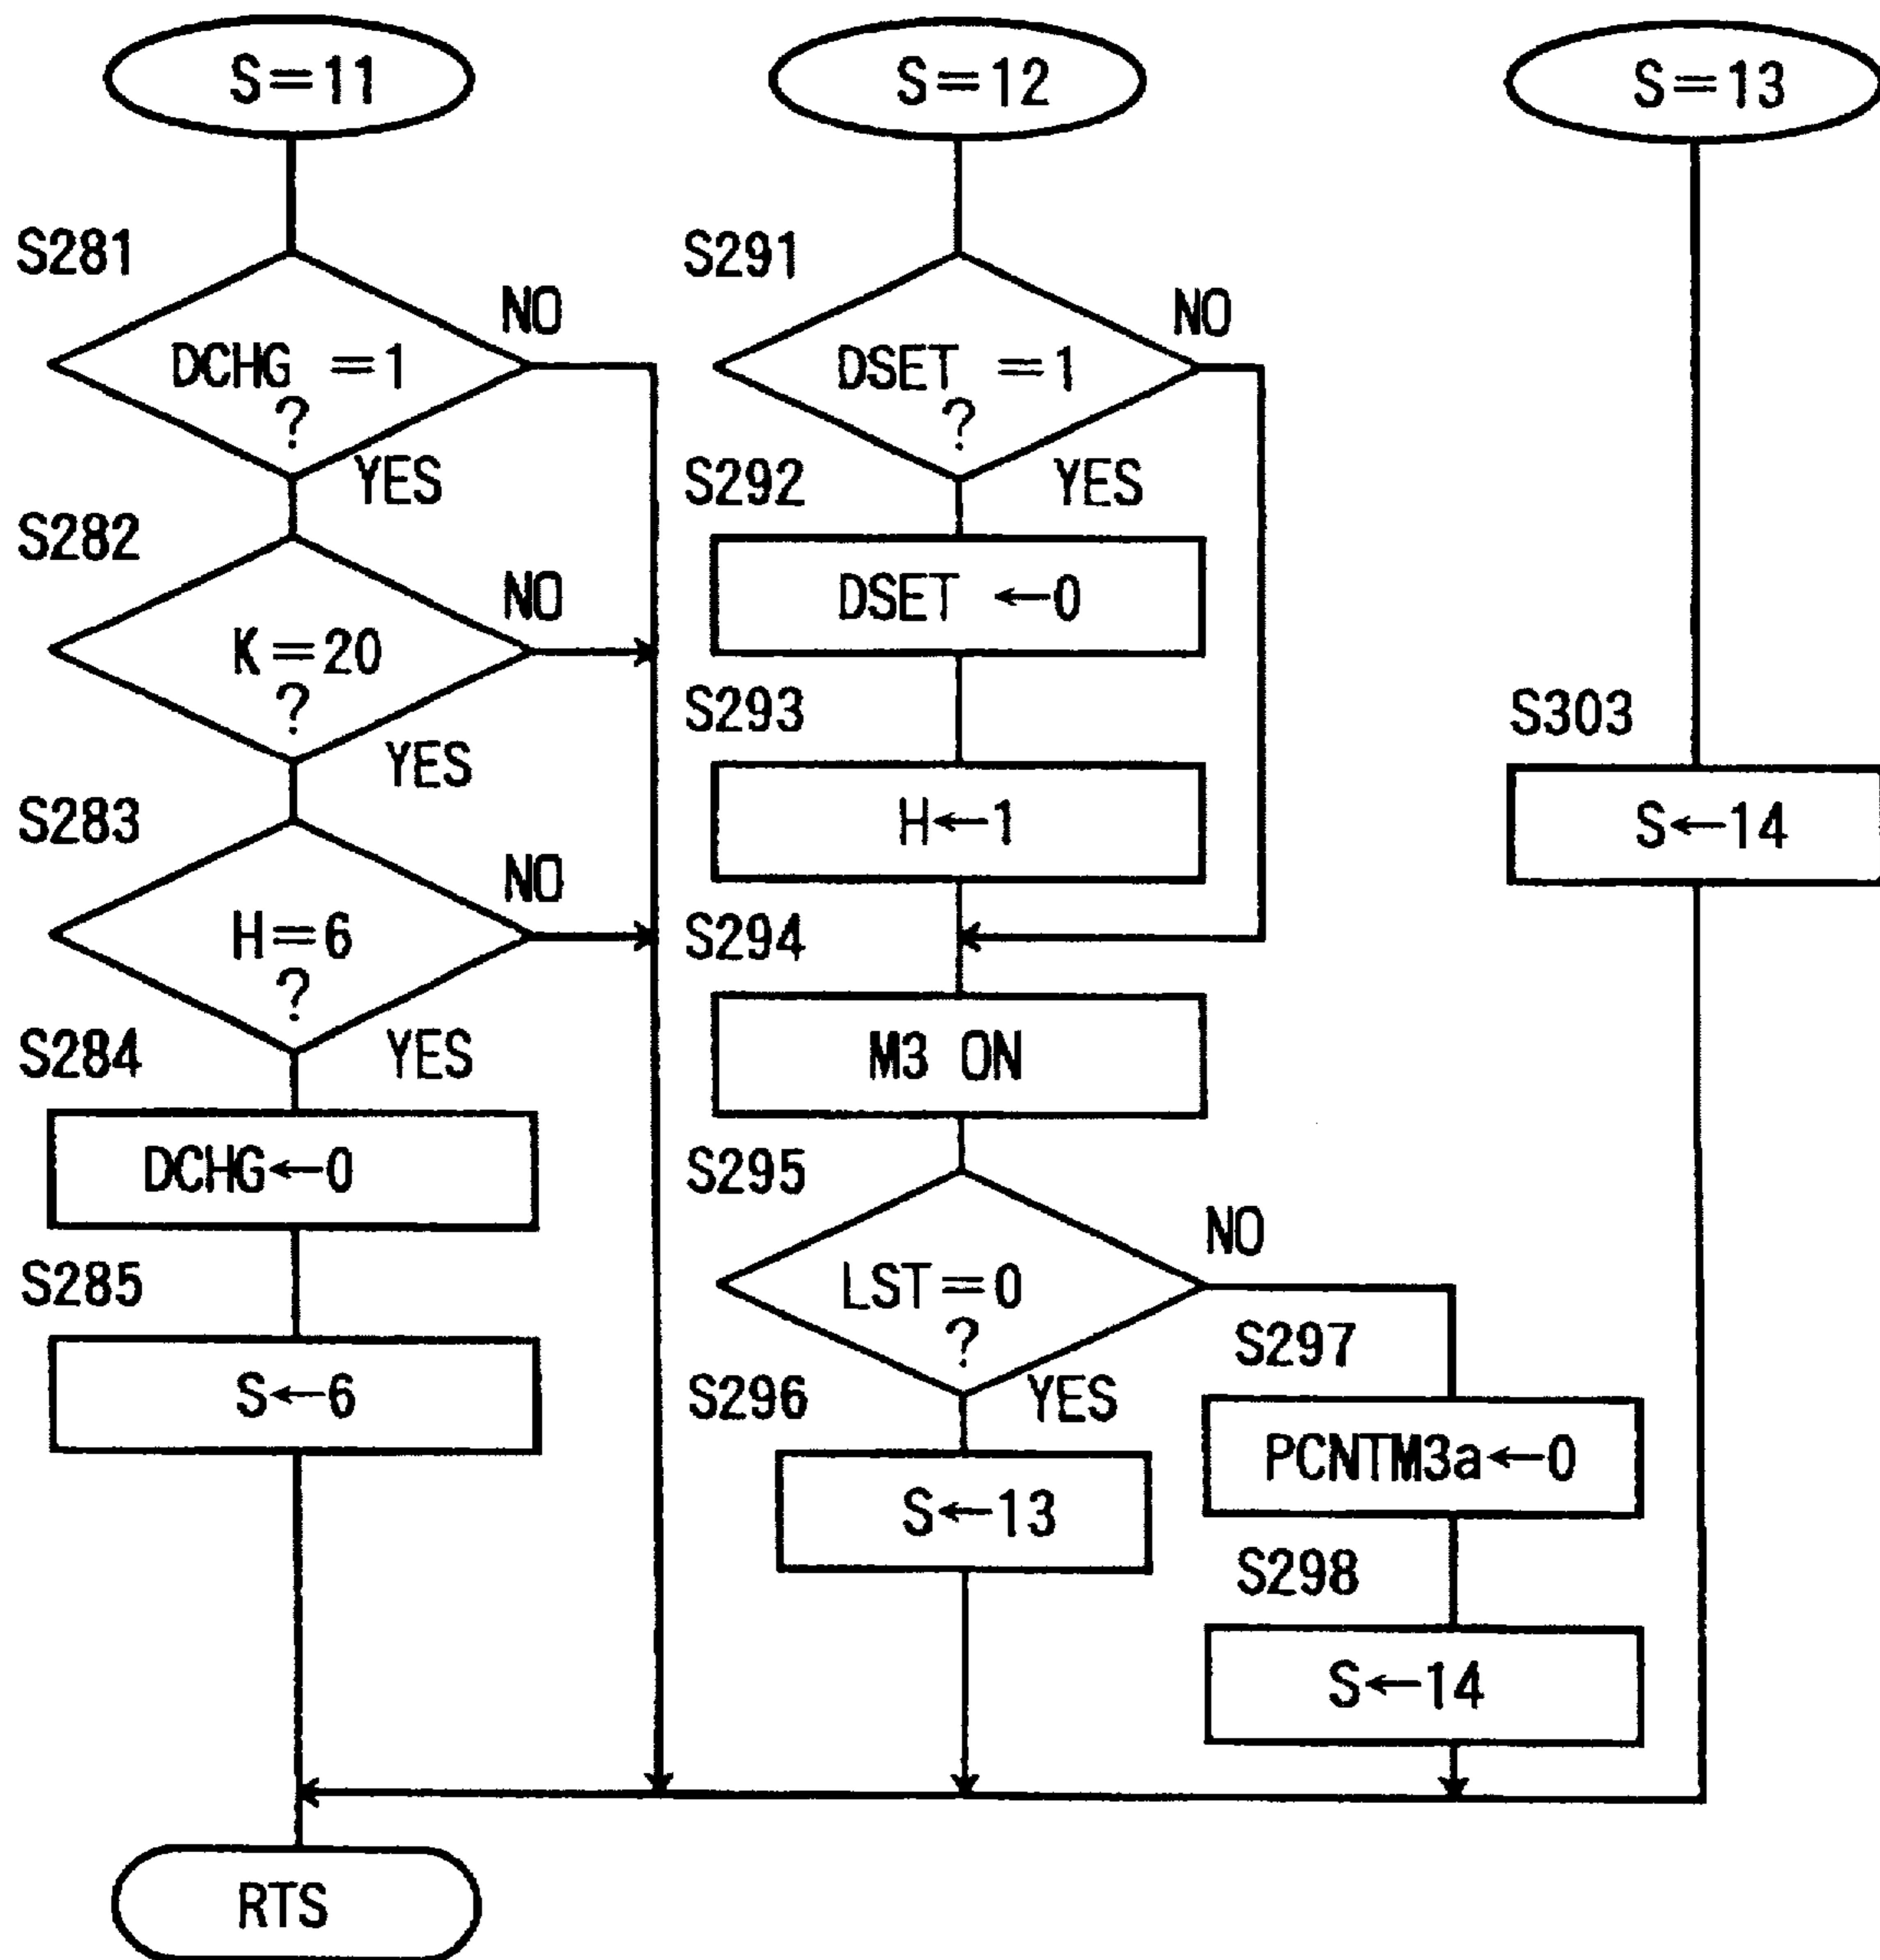 S=11
S281
DCHG =1
?
NO
YES
S282
K=20
?
NO
YES
S283
H=6
?
NO
YES
S284
DCHG←0
S285
S←6
RTS
S=12
S291
DSET =1
?
NO
YES
S292
DSET ←0
S293
H←1
S294
M3 ON
S295
LST=0
?
NO
YES
S296
S←13
S297
PCNTM3a←0
S298
S←14
S=13
S303
S←14